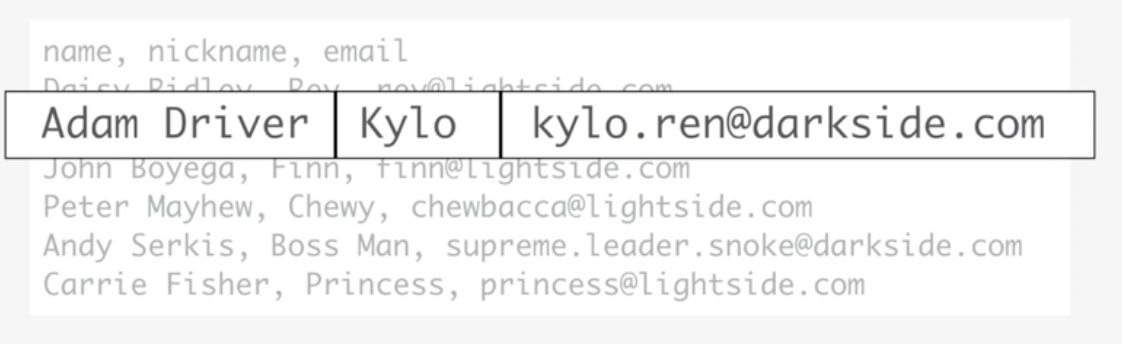 name, nickname, email
Daisy Ridley, Rey, rey@lightside.com
Adam Driver Kylo kylo.ren@darkside.com
John Boyega, Finn, finn@lightside.com
Peter Mayhew, Chewy, chewbacca@lightside.com
Andy Serkis, Boss Man, supreme.leader.snoke@darkside.com
Carrie Fisher, Princess, princess@lightside.com